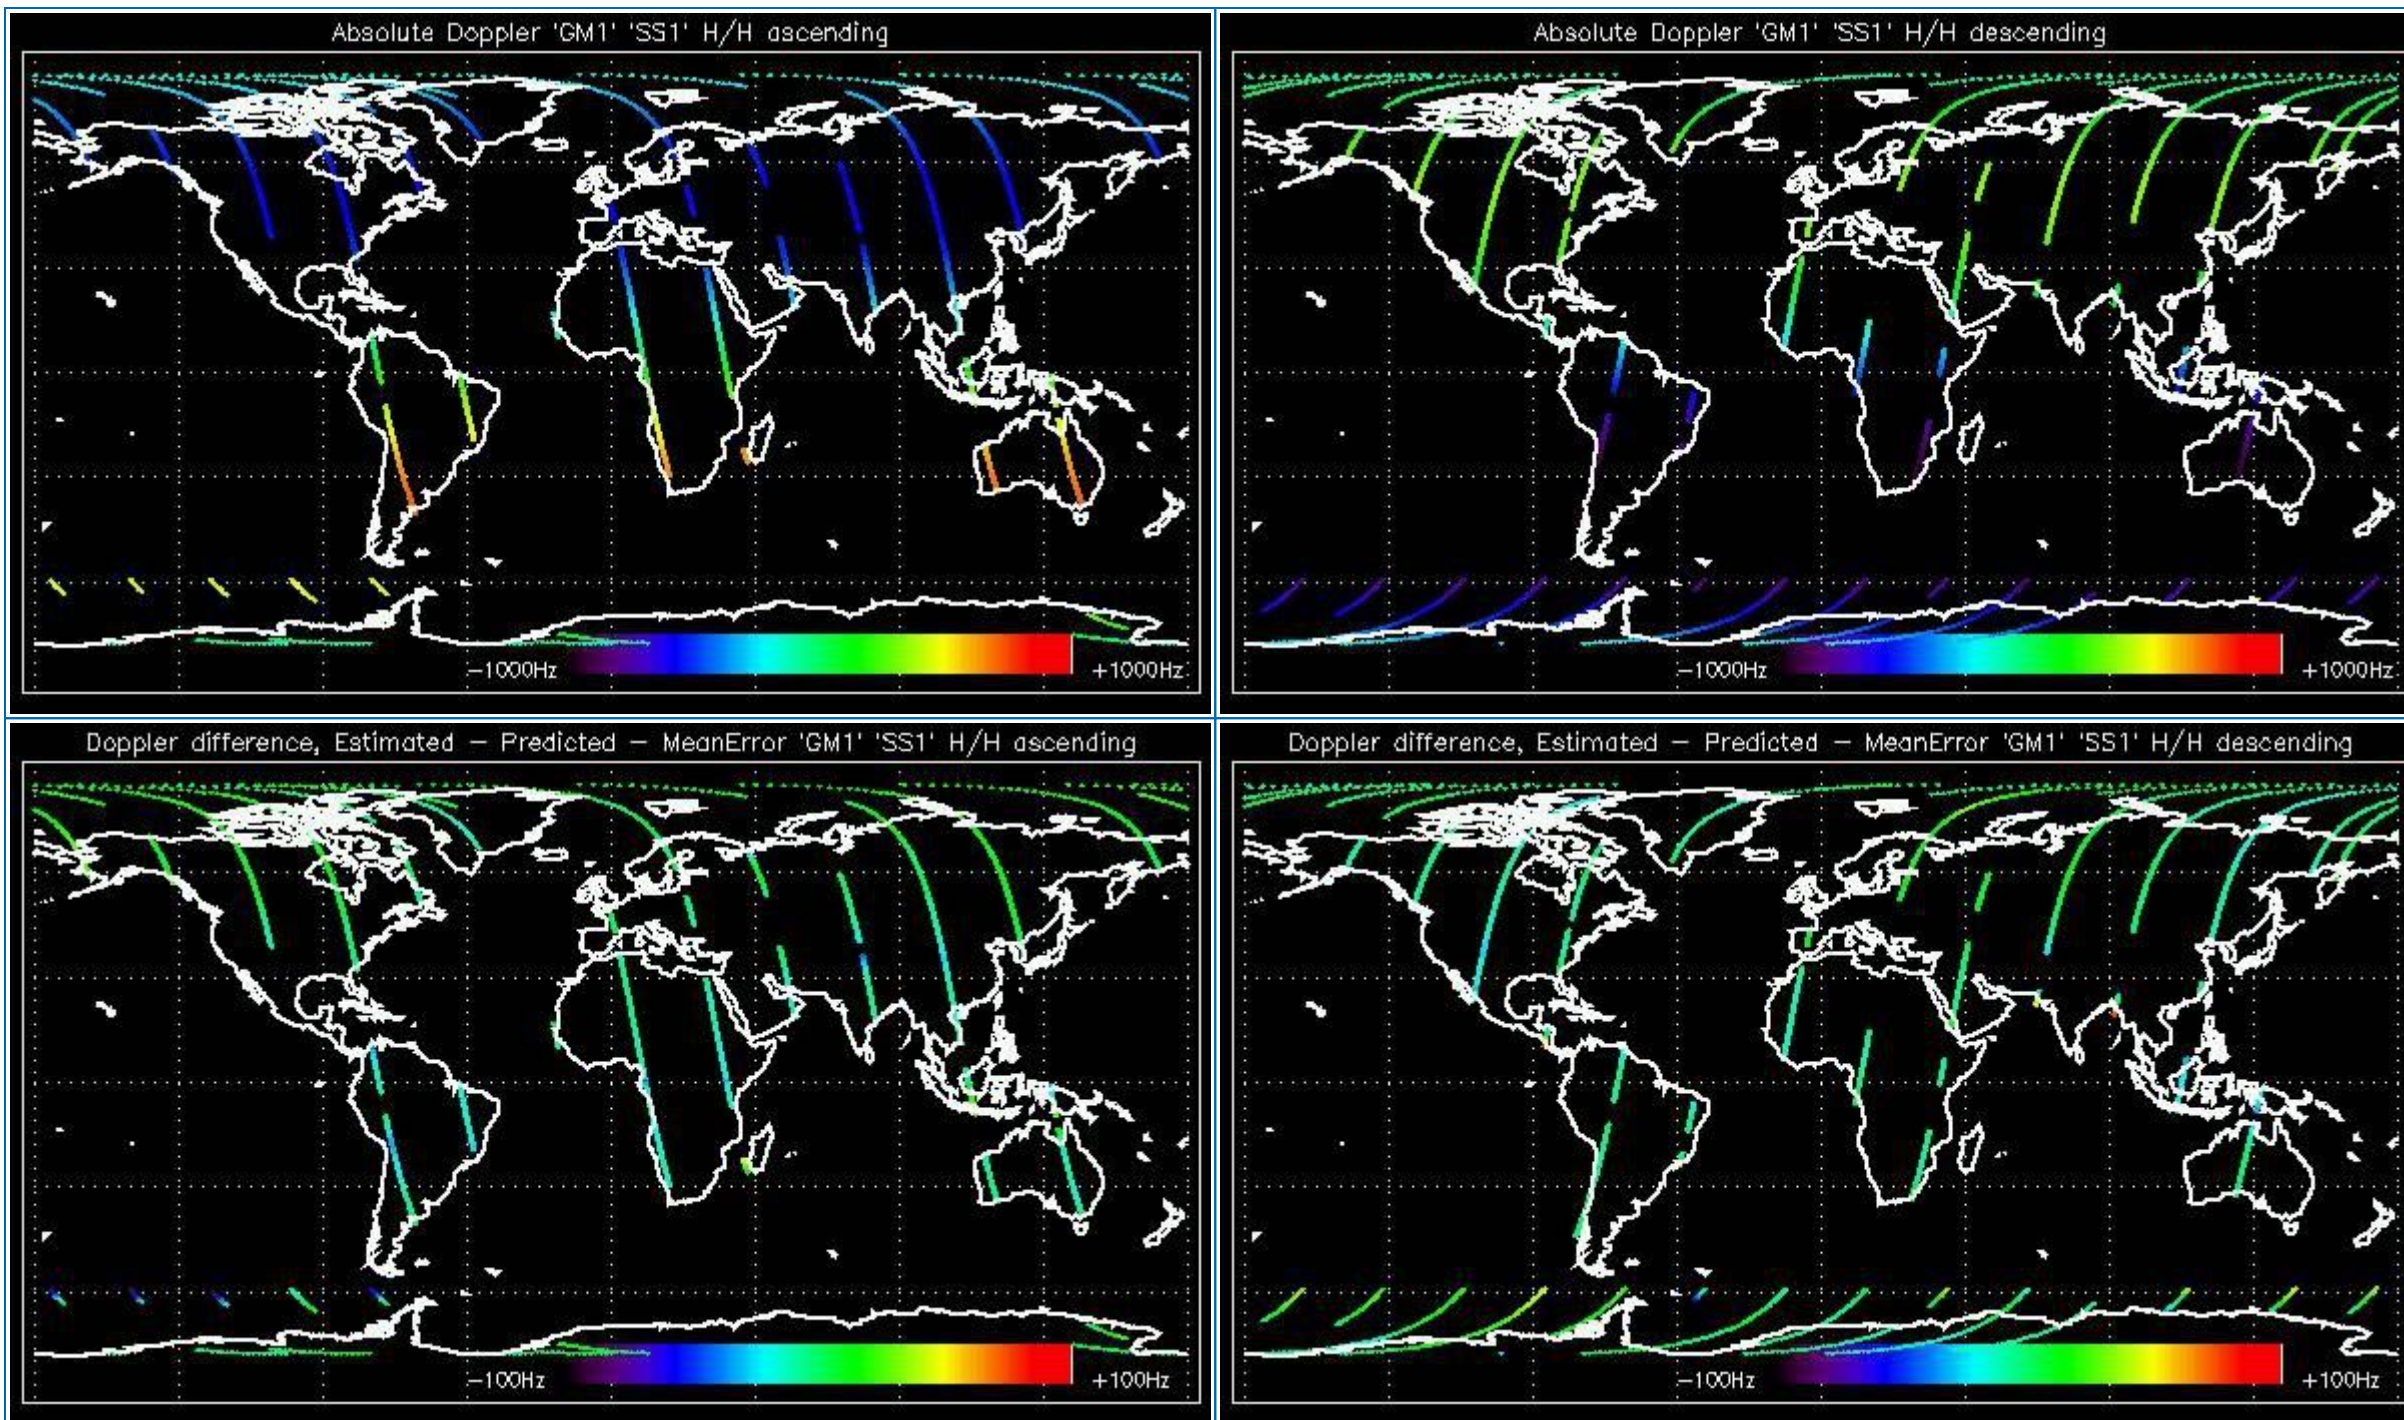 Absolute Doppler 'GM1' 'SS1' H/H ascending
-1000Hz
+1000Hz
Absolute Doppler 'GM1' 'SS1' H/H descending
-1000Hz
+1000Hz
Doppler difference, Estimated - Predicted - MeanError 'GM1' 'SS1' H/H ascending
-100Hz
+100Hz
Doppler difference, Estimated - Predicted - MeanError 'GM1' 'SS1' H/H descending
-100Hz
+100Hz